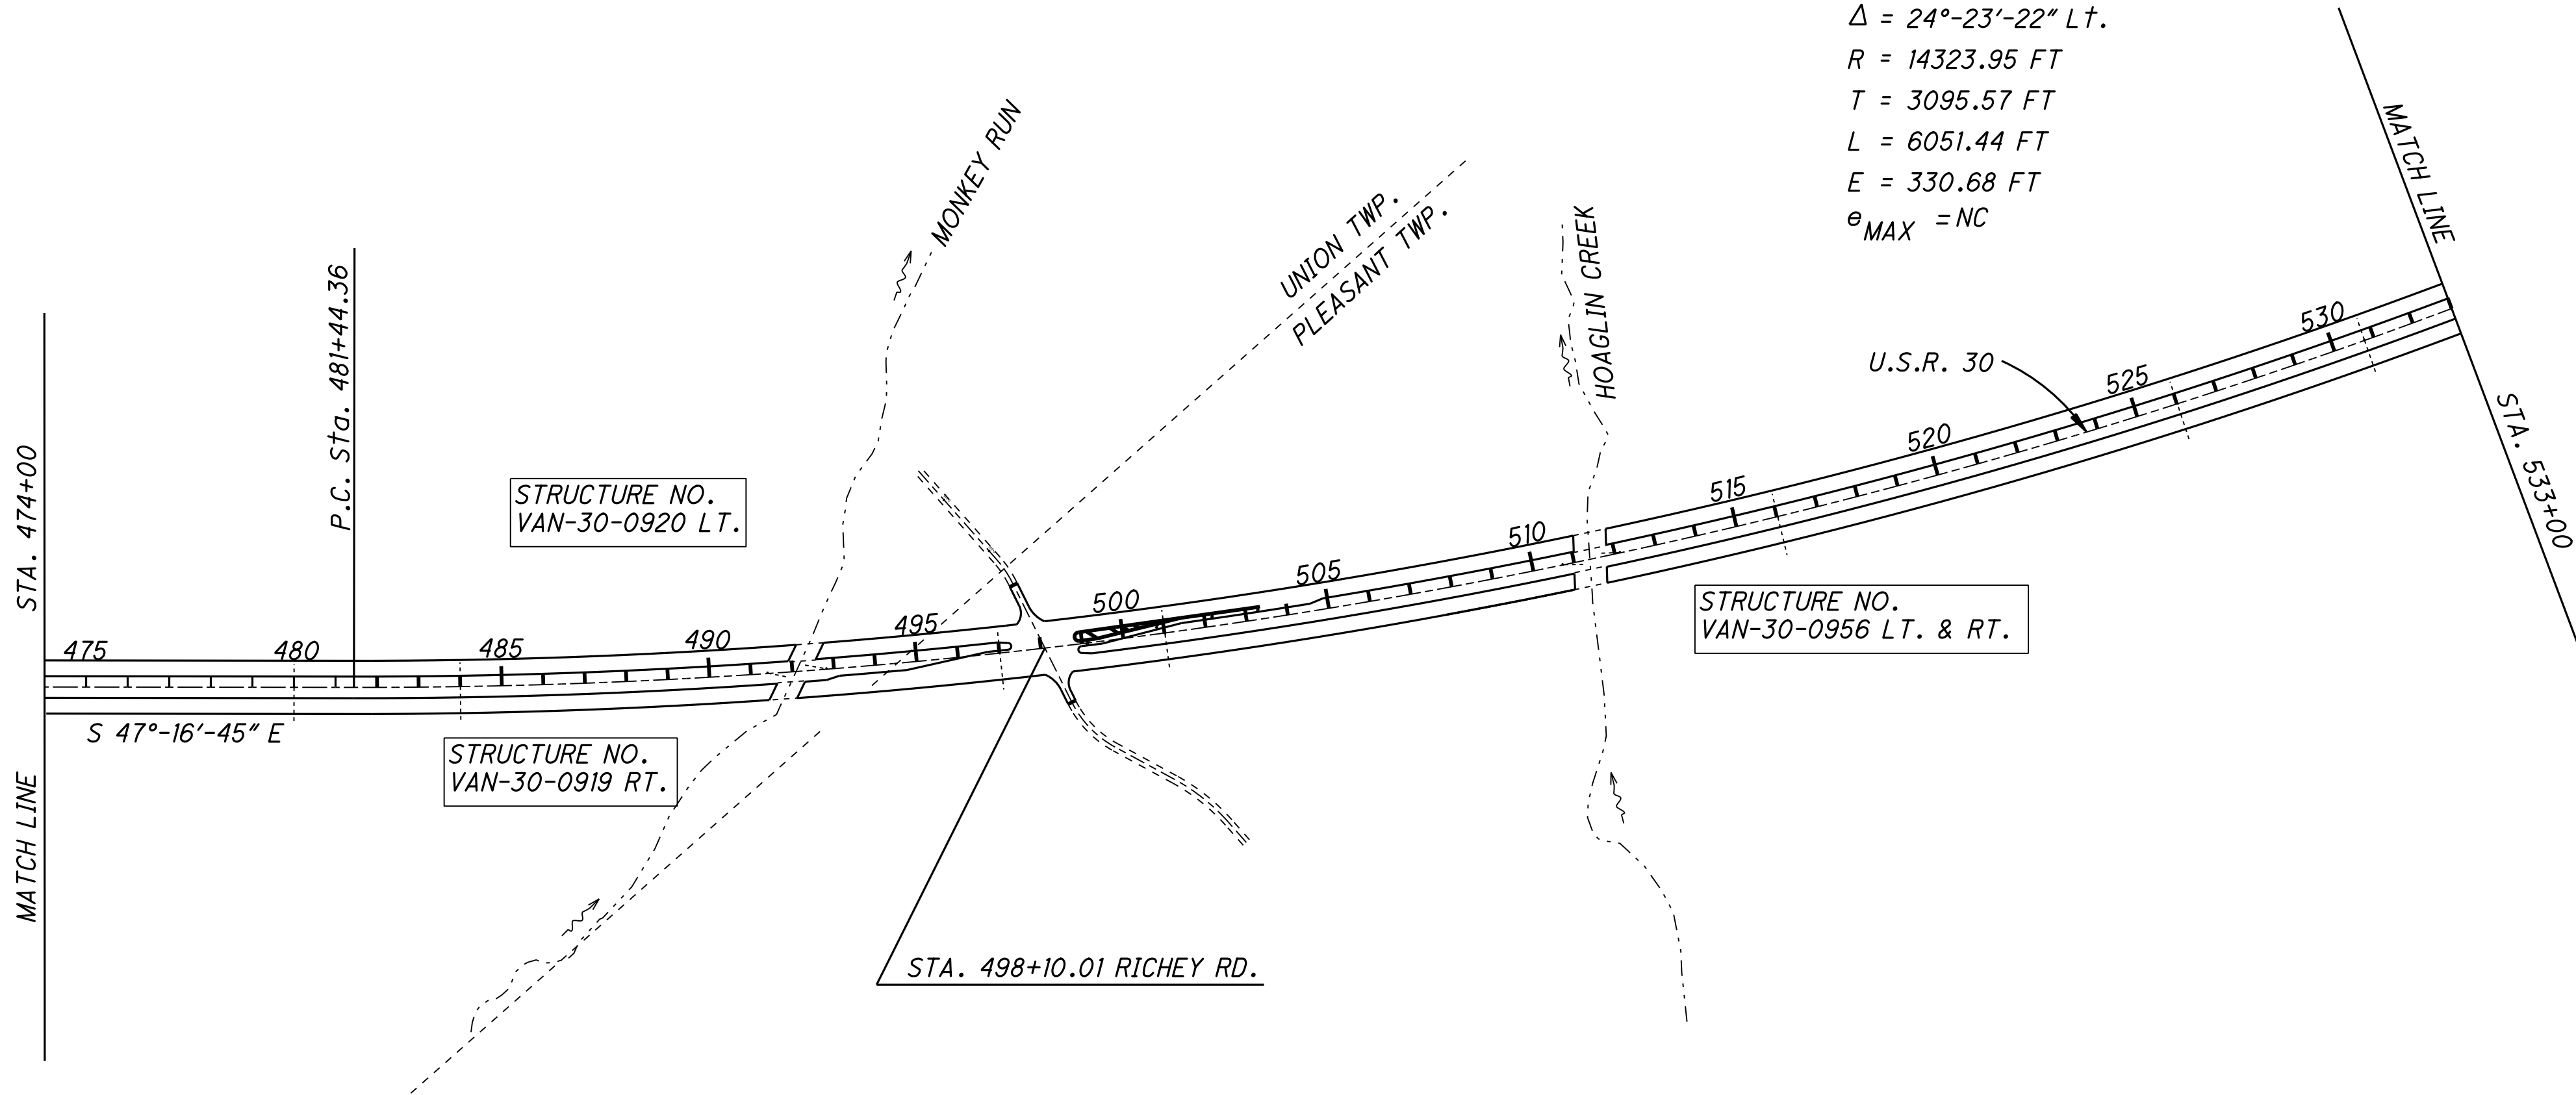 Δ = 24°-23'-22" Lt.
R = 14323.95 FT
T = 3095.57 FT
L = 6051.44 FT
E = 330.68 FT
e MAX = NC
MATCH LINE
STA. 533+00
MONKEY RUN
UNION TWP.
PLEASANT TWP.
HOAGLIN CREEK
P.C. Sta. 481+44.36
STA. 474+00
MATCH LINE
U.S.R. 30
STRUCTURE NO.
VAN-30-0920 LT.
475
480
485
490
495
500
505
510
515
520
525
530
STRUCTURE NO.
VAN-30-0956 LT. & RT.
S 47°-16'-45" E
STRUCTURE NO.
VAN-30-0919 RT.
STA. 498+10.01 RICHEY RD.